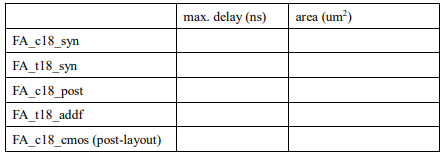 max. delay (ns) area (um²)
FA_c18_syn
FA_t18_syn
FA_c18_post
FA_t18_addf
FA_c18_cmos (post-layout)